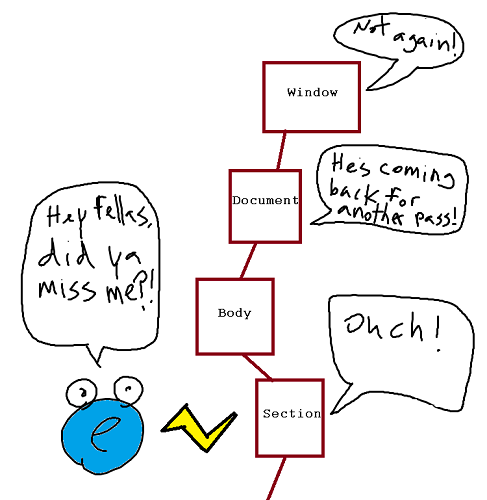 Not again!
Window
He's coming
back for
another pass!
Document
Hey fellas,
did ya
miss me?!
Body
Ouch!
Section
e